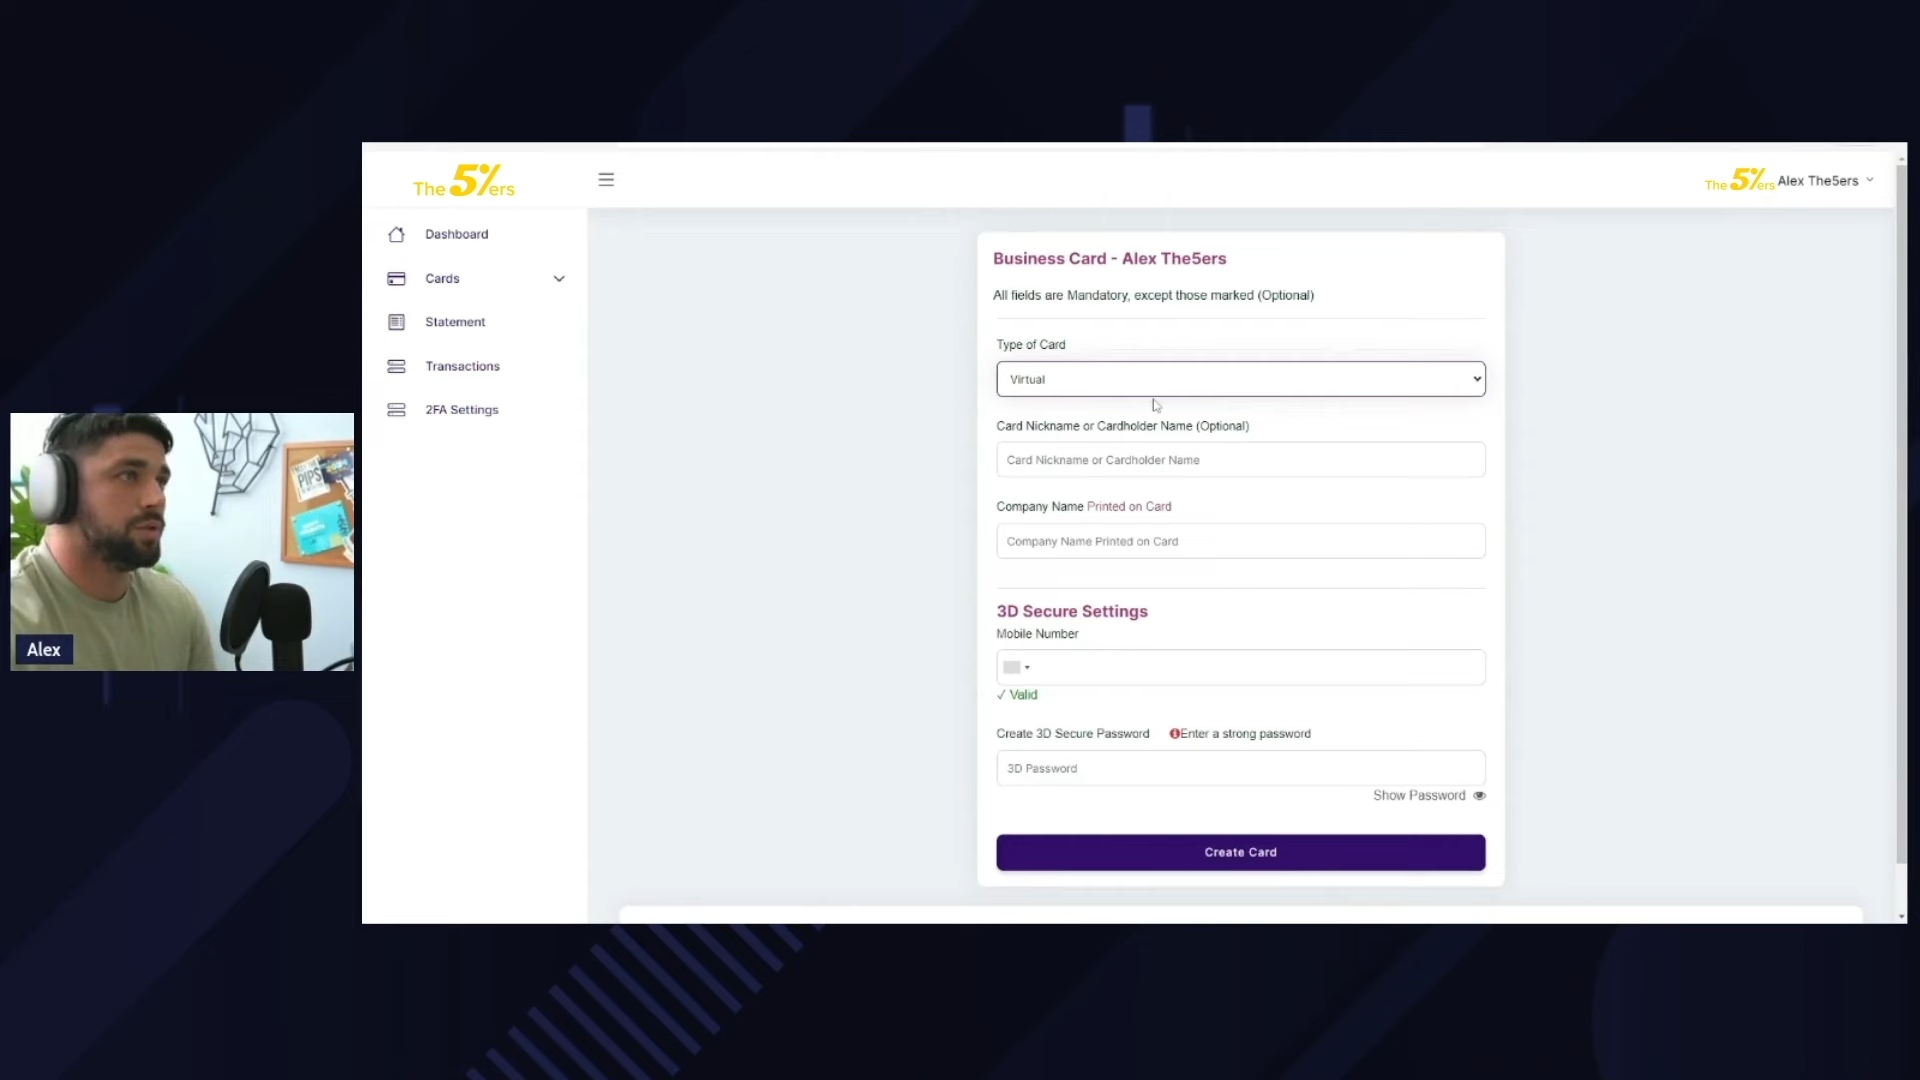 The 5%ers
The 5%ers Alex The5ers
Dashboard
Cards
Statement
Transactions
2FA Settings
Business Card - Alex The5ers
All fields are Mandatory, except those marked (Optional)
Type of Card
Virtual
Card Nickname or Cardholder Name (Optional)
Card Nickname or Cardholder Name
Company Name Printed on Card
Company Name Printed on Card
3D Secure Settings
Mobile Number
✓ Valid
Create 3D Secure Password Enter a strong password
3D Password
Show Password
Create Card
PIPS
Alex